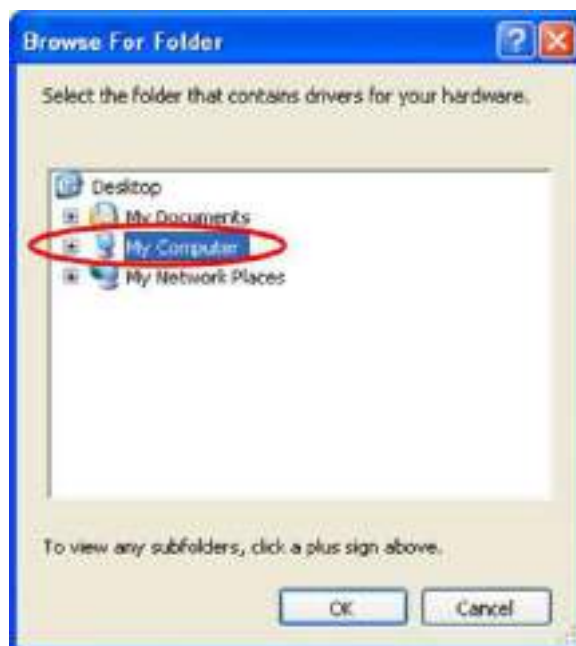 Browse For Folder
Select the folder that contains drivers for your hardware.
Desktop
My Documents
My Computer
My Network Places
To view any subfolders, click a plus sign above.
OK Cancel